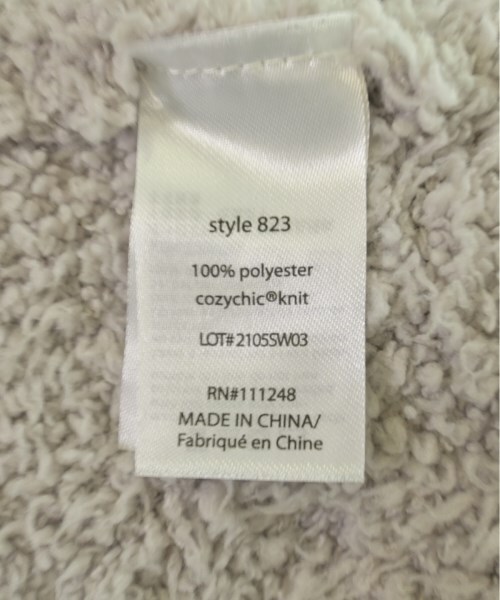 style 823
100% polyester
cozychic®knit
LOT#2105SW03
RN#111248
MADE IN CHINA/
Fabriqué en Chine